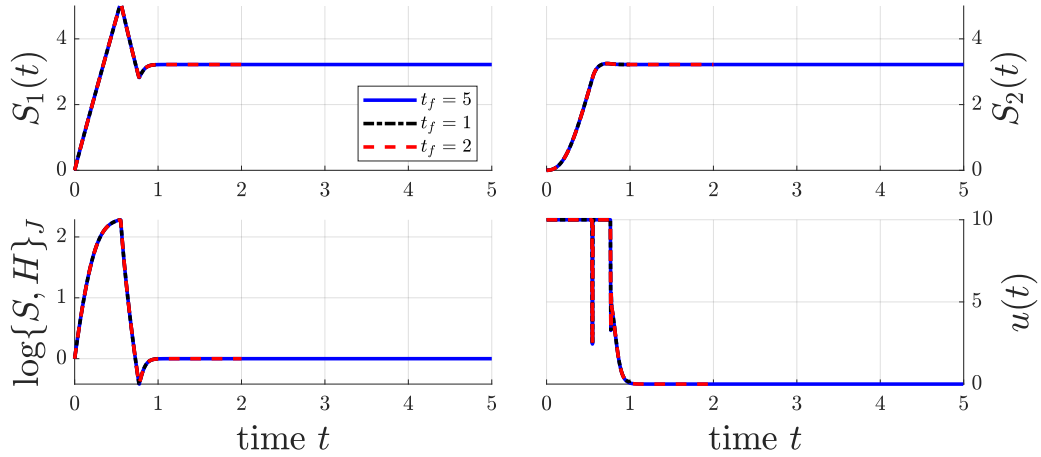 S_1(t)
4
2
0
0 1 2 3 4 5
t_f = 5
t_f = 1
t_f = 2
S_2(t)
4
2
0
0 1 2 3 4 5
log{S, H}_J
2
1
0
0 1 2 3 4 5
time t
u(t)
10
5
0
0 1 2 3 4 5
time t